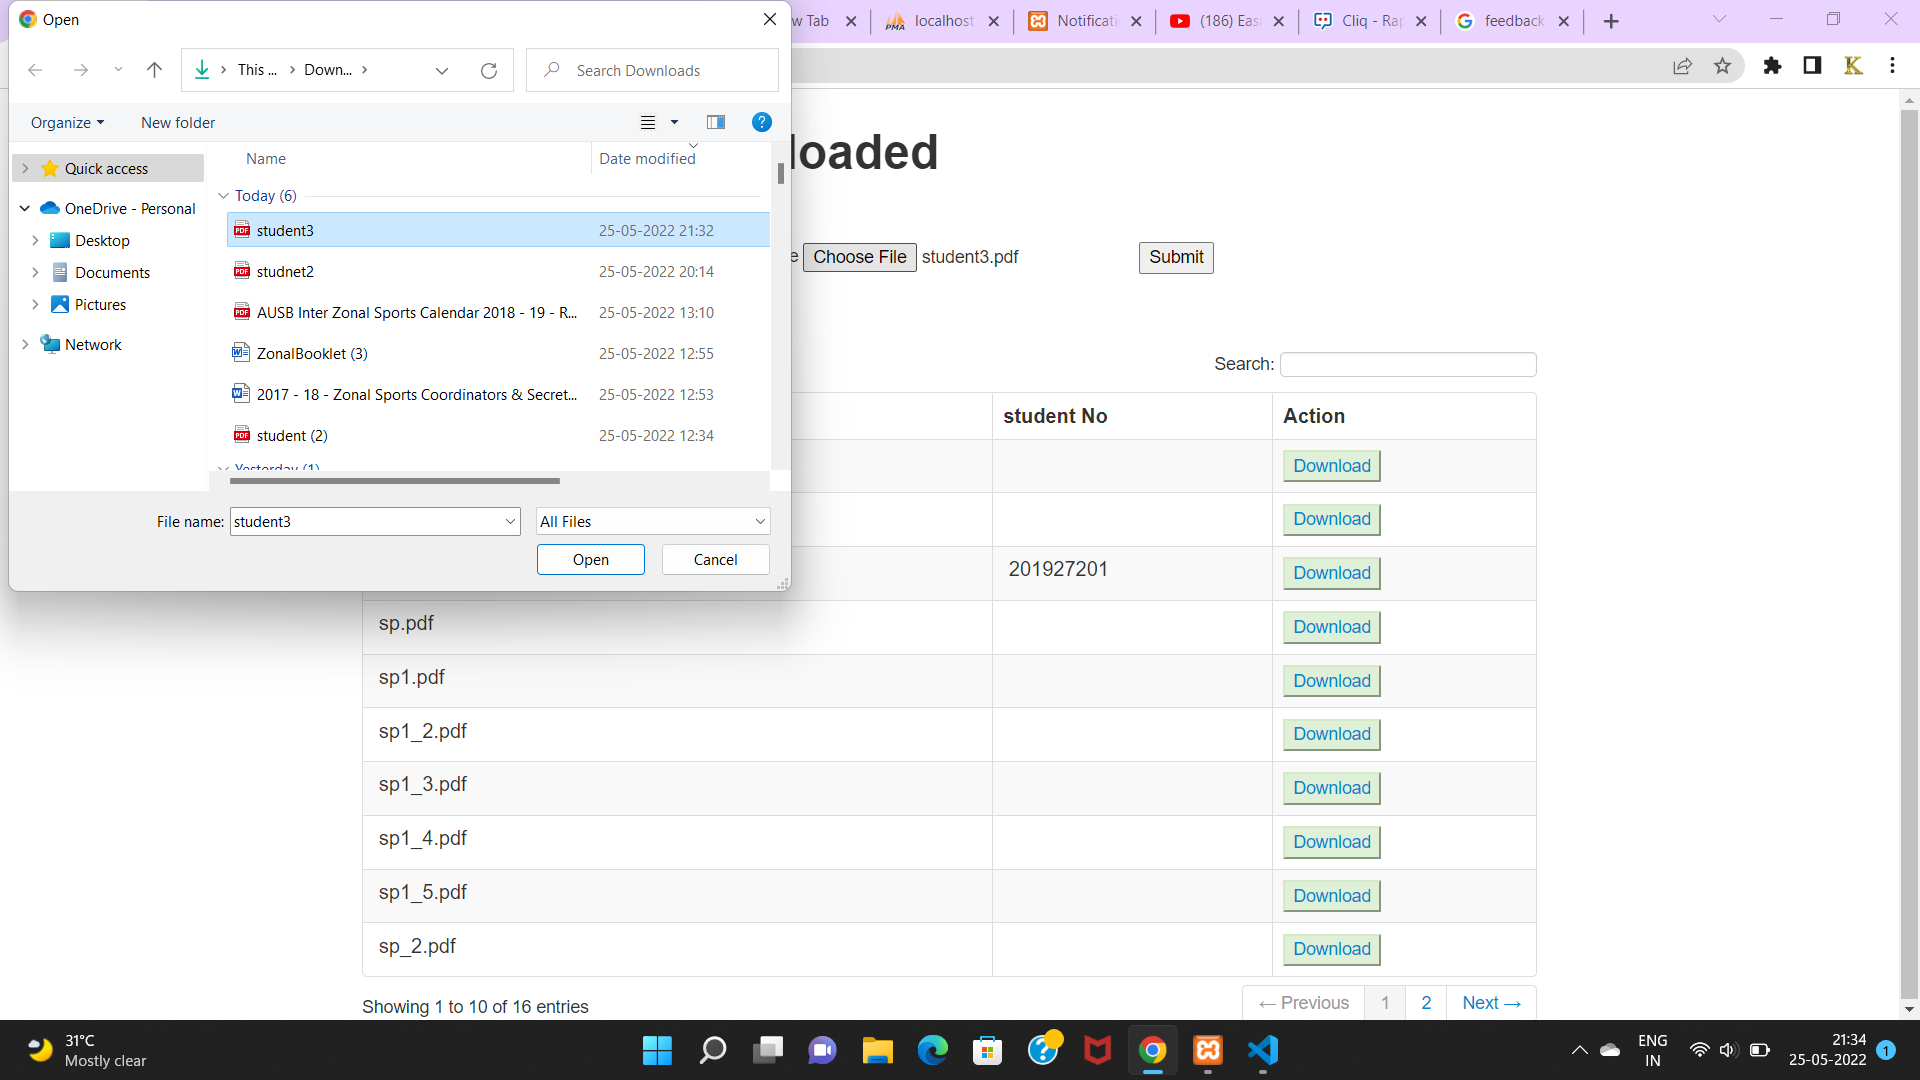 Open
w Tab
localhost
Notificati
(186) Easi
Cliq - Rap
feedback
This ...
Down...
Search Downloads
Organize
New folder
loaded
Name
Date modified
Quick access
OneDrive - Personal
Desktop
Documents
Pictures
Network
Today (6)
student3 25-05-2022 21:32
studnet2 25-05-2022 20:14
AUSB Inter Zonal Sports Calendar 2018 - 19 - R... 25-05-2022 13:10
ZonalBooklet (3) 25-05-2022 12:55
2017 - 18 - Zonal Sports Coordinators & Secret... 25-05-2022 12:53
student (2) 25-05-2022 12:34
Yesterday (1)
File name: student3 All Files
Open Cancel
e Choose File student3.pdf Submit
Search:
student No Action
Download
Download
201927201 Download
sp.pdf Download
sp1.pdf Download
sp1_2.pdf Download
sp1_3.pdf Download
sp1_4.pdf Download
sp1_5.pdf Download
sp_2.pdf Download
Showing 1 to 10 of 16 entries
← Previous 1 2 Next →
31°C
Mostly clear
ENG
IN
21:34
25-05-2022
1